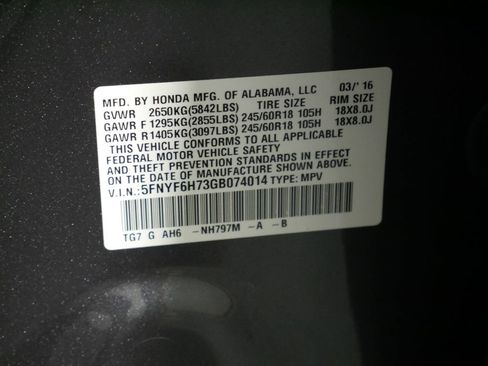 MFD. BY HONDA MFG. OF ALABAMA, LLC 03/'16
GVWR 2650KG(5842LBS) TIRE SIZE RIM SIZE
GAWR F 1295KG(2855LBS) 245/60R18 105H 18X8.0J
GAWR R 1405KG(3097LBS) 245/60R18 105H 18X8.0J
THIS VEHICLE CONFORMS TO ALL APPLICABLE
FEDERAL MOTOR VEHICLE SAFETY AND
THEFT PREVENTION STANDARDS IN EFFECT ON
THE DATE OF MANUFACTURE SHOWN ABOVE.
V.I.N.: 5FNYF6H73GB074014 TYPE: MPV
TG7 G AH6 -NH797M -A -B